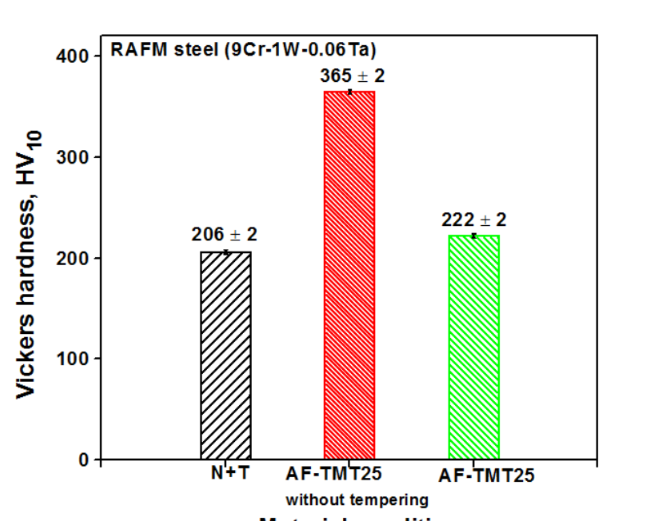 RAFM steel (9Cr-1W-0.06Ta)
400
365 ± 2
300
222 ± 2
206 ± 2
200
100
0
Vickers hardness, HV10
N+T
AF-TMT25
AF-TMT25
without tempering